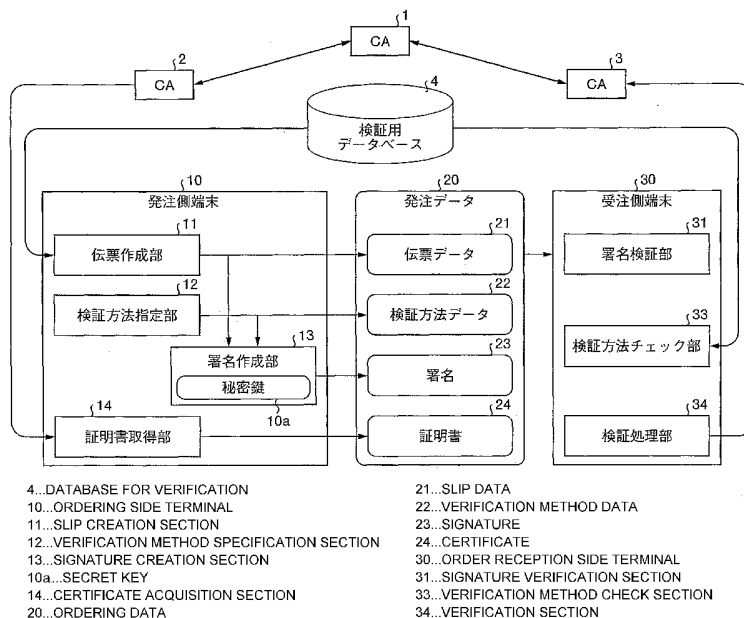 1
CA
2
CA
3
CA
4
検証用
データベース
10
発注側端末
11
伝票作成部
12
検証方法指定部
13
署名作成部
秘密鍵
10a
14
証明書取得部
20
発注データ
21
伝票データ
22
検証方法データ
23
署名
24
証明書
30
受注側端末
31
署名検証部
33
検証方法チェック部
34
検証処理部
4...DATABASE FOR VERIFICATION
10...ORDERING SIDE TERMINAL
11...SLIP CREATION SECTION
12...VERIFICATION METHOD SPECIFICATION SECTION
13...SIGNATURE CREATION SECTION
10a...SECRET KEY
14...CERTIFICATE ACQUISITION SECTION
20...ORDERING DATA
21...SLIP DATA
22...VERIFICATION METHOD DATA
23...SIGNATURE
24...CERTIFICATE
30...ORDER RECEPTION SIDE TERMINAL
31...SIGNATURE VERIFICATION SECTION
33...VERIFICATION METHOD CHECK SECTION
34...VERIFICATION SECTION